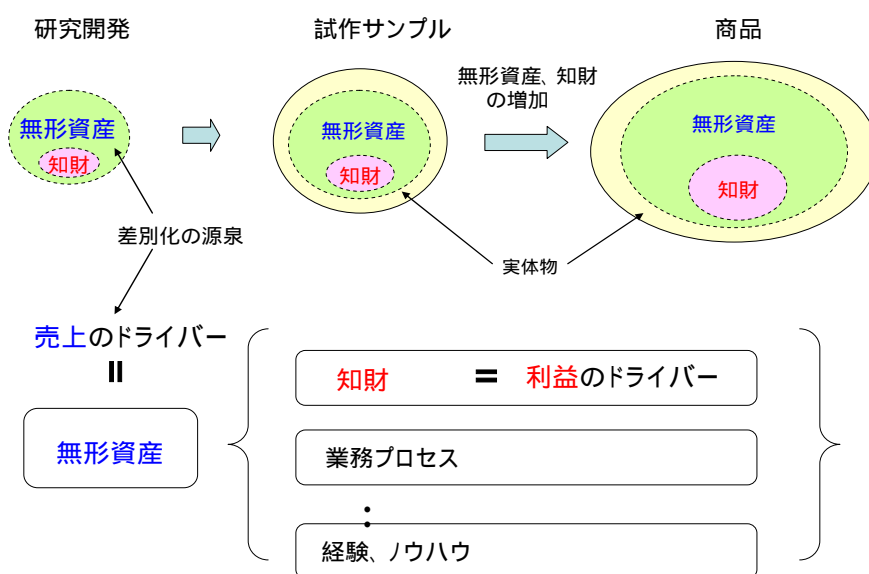 研究開発
試作サンプル
商品
無形資産、知財
の増加
無形資産
知財
無形資産
知財
無形資産
知財
差別化の源泉
実体物
売上のドライバー
=
無形資産
知財 = 利益のドライバー
業務プロセス
:
経験、ノウハウ